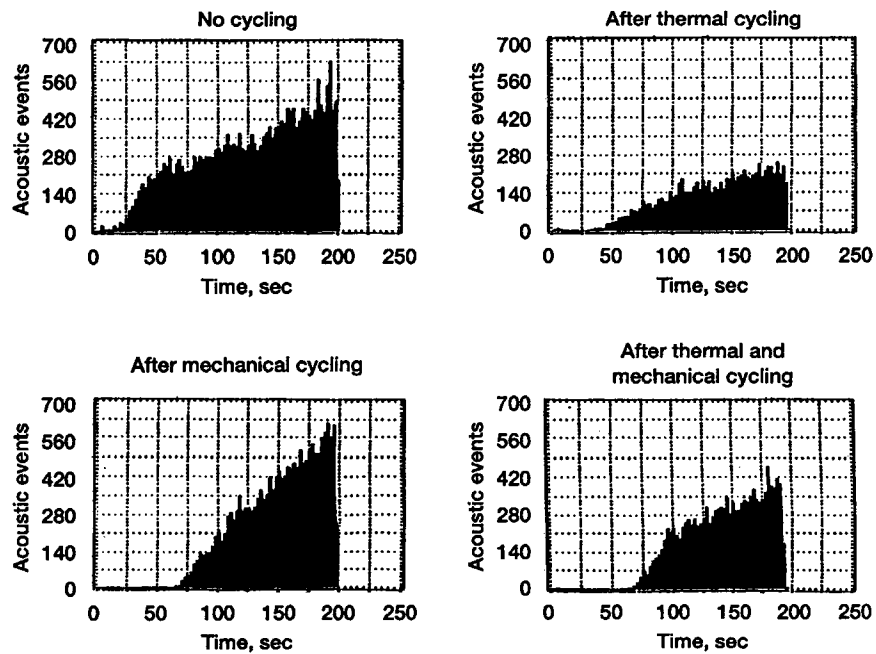 No cycling
700
560
420
280
140
0
Acoustic events
0 50 100 150 200 250
Time, sec
After thermal cycling
700
560
420
280
140
0
Acoustic events
0 50 100 150 200 250
Time, sec
After mechanical cycling
700
560
420
280
140
0
Acoustic events
0 50 100 150 200 250
Time, sec
After thermal and
mechanical cycling
700
560
420
280
140
0
Acoustic events
0 50 100 150 200 250
Time, sec